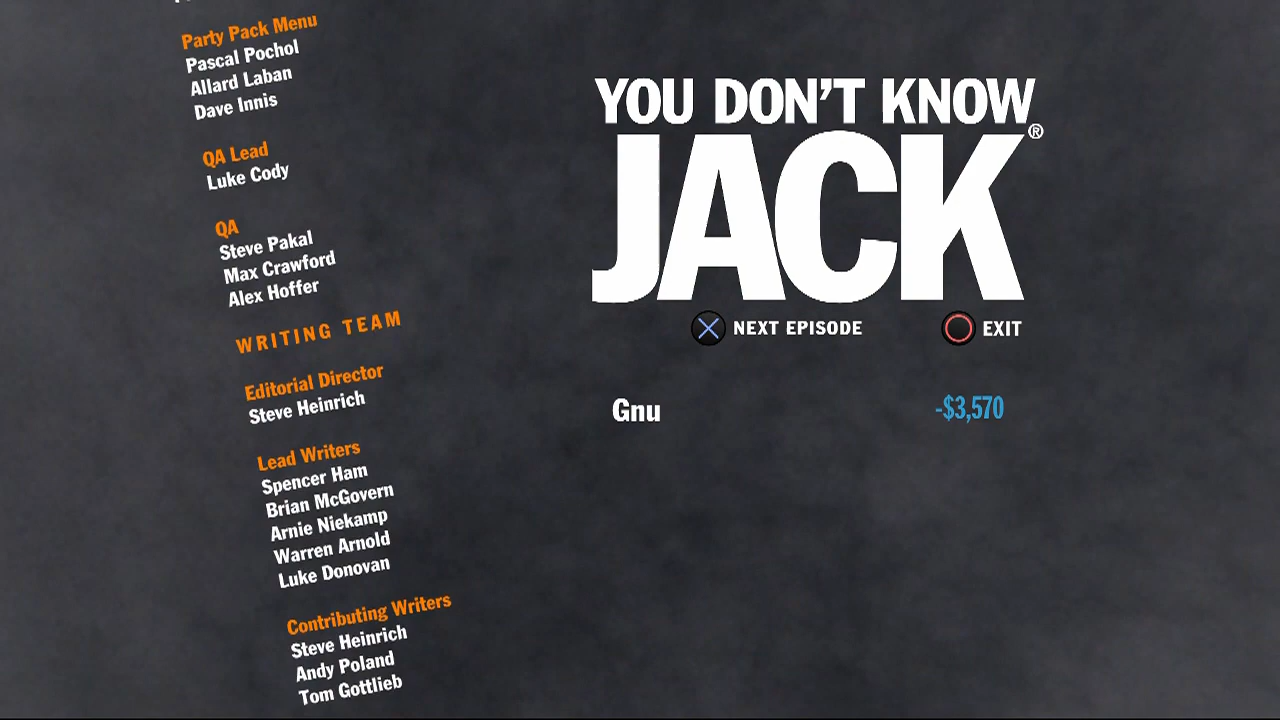 Party Pack Menu
Pascal Pochol
Allard Laban
Dave Innis
QA Lead
Luke Cody
QA
Steve Pakal
Max Crawford
Alex Hoffer
WRITING TEAM
Editorial Director
Steve Heinrich
Lead Writers
Spencer Ham
Brian McGovern
Arnie Niekamp
Warren Arnold
Luke Donovan
Contributing Writers
Steve Heinrich
Andy Poland
Tom Gottlieb
YOU DON'T KNOW
JACK®
NEXT EPISODE EXIT
Gnu -$3,570